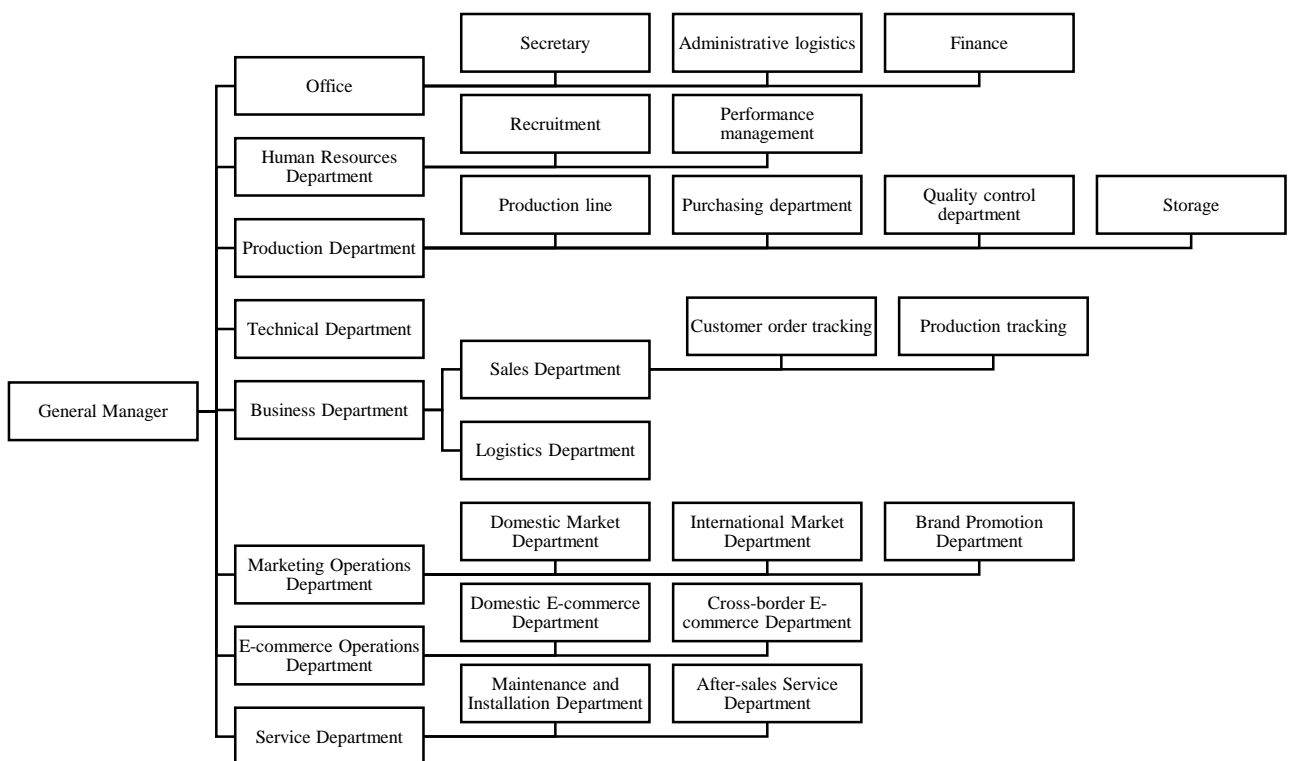 Secretary
Administrative logistics
Finance
Office
Recruitment
Performance
management
Human Resources
Department
Production line
Purchasing department
Quality control
department
Storage
Production Department
Technical Department
Customer order tracking
Production tracking
Sales Department
General Manager
Business Department
Logistics Department
Domestic Market
Department
International Market
Department
Brand Promotion
Department
Marketing Operations
Department
Domestic E-commerce
Department
Cross-border E-
commerce Department
E-commerce Operations
Department
Maintenance and
Installation Department
After-sales Service
Department
Service Department